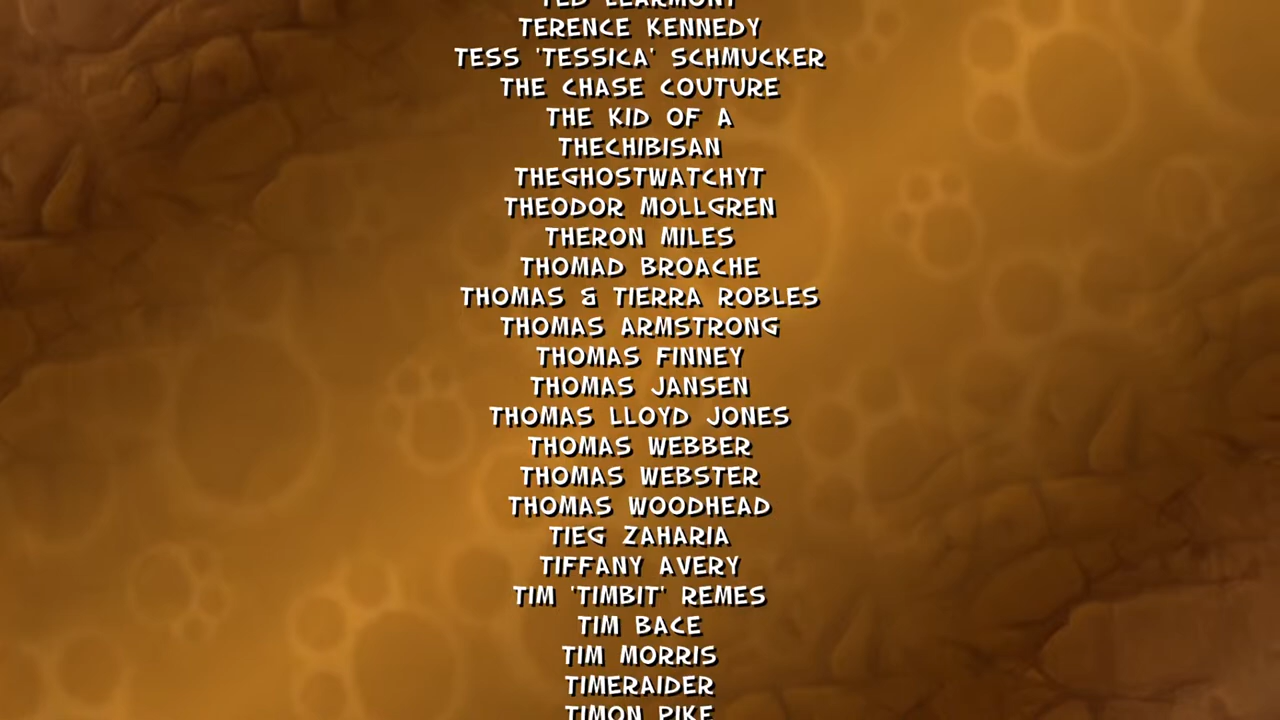 TED LEARMONT
TERENCE KENNEDY
TESS 'TESSICA' SCHMUCKER
THE CHASE COUTURE
THE KID OF A
THECHIBISAN
THEGHOSTWATCHYT
THEODOR MOLLGREN
THERON MILES
THOMAD BROACHE
THOMAS & TIERRA ROBLES
THOMAS ARMSTRONG
THOMAS FINNEY
THOMAS JANSEN
THOMAS LLOYD JONES
THOMAS WEBBER
THOMAS WEBSTER
THOMAS WOODHEAD
TIEG ZAHARIA
TIFFANY AVERY
TIM 'TIMBIT' REMES
TIM BACE
TIM MORRIS
TIMERAIDER
TIMON PIKE